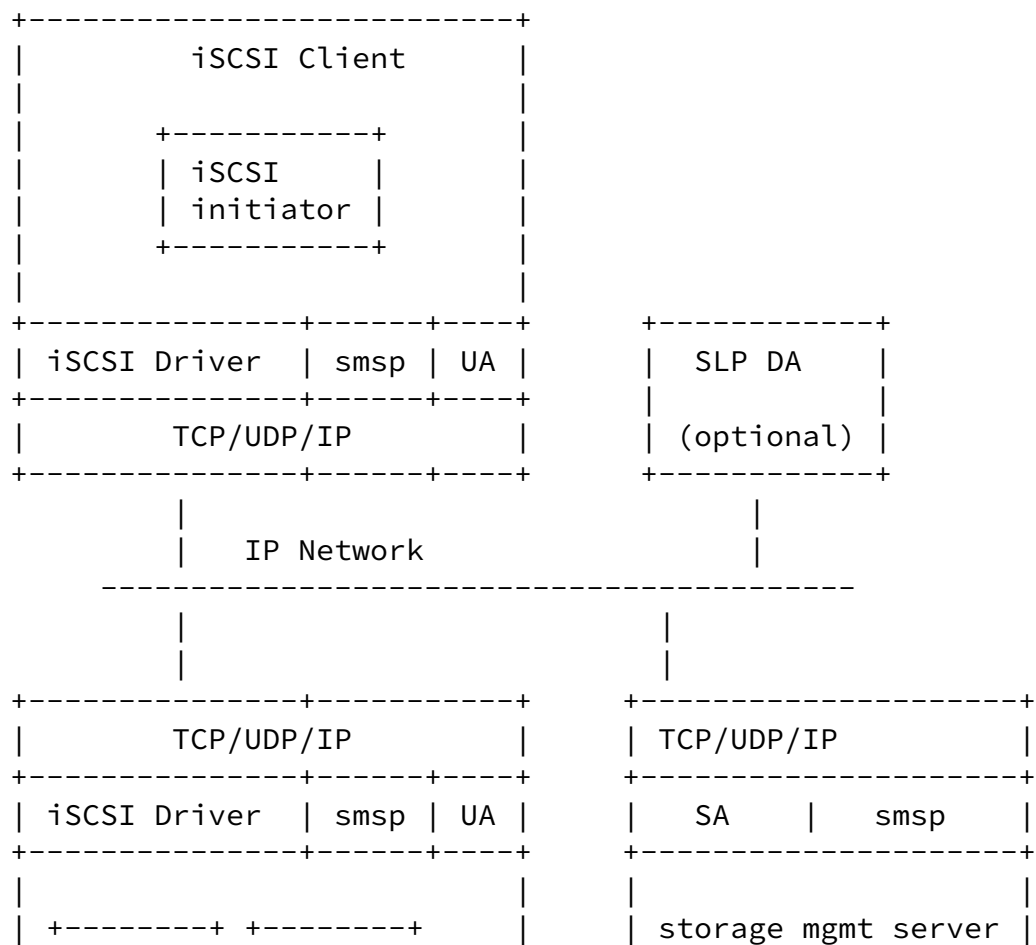 +---------------------------+
|         iSCSI Client      |
|                           |
|       +-----------+       |
|       | iSCSI     |       |
|       | initiator |       |
|       +-----------+       |
|                           |
+---------------+------+----+      +------------+
| iSCSI Driver  | smsp | UA |      |  SLP DA    |
+---------------+------+----+      |            |
|        TCP/UDP/IP         |      | (optional) |
+---------------+------+----+      +------------+
         |                               |
         |   IP Network                  |
     ------------------------------------------
         |                          |
         |                          |
+---------------+-----------+     +---------------------+
|        TCP/UDP/IP         |     | TCP/UDP/IP          |
+---------------+------+----+     +---------------------+
| iSCSI Driver  | smsp | UA |     |   SA    |   smsp    |
+---------------+------+----+     +---------------------+
|                           |     |                     |
| +--------+ +--------+     |     | storage mgmt server |